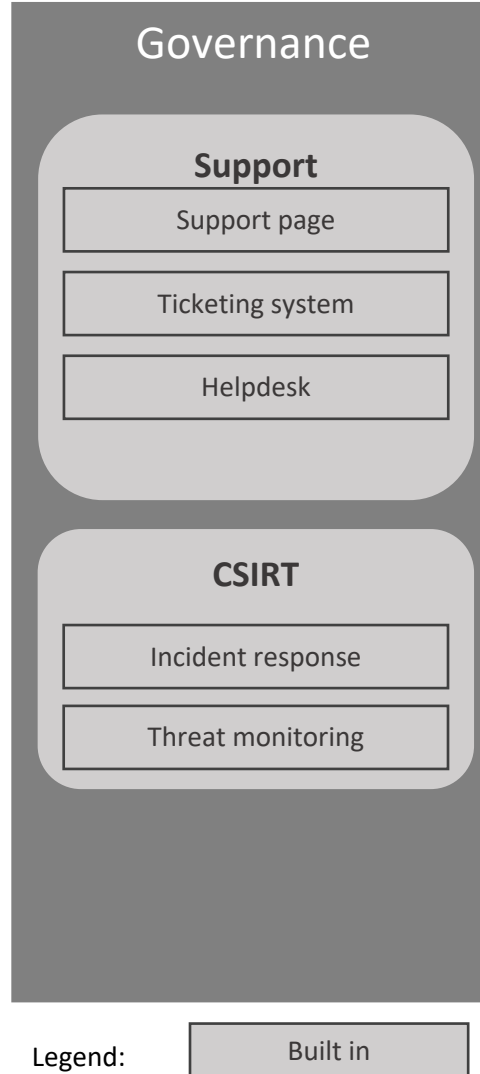 Governance
Support
Support page
Ticketing system
Helpdesk
CSIRT
Incident response
Threat monitoring
Legend:
Built in